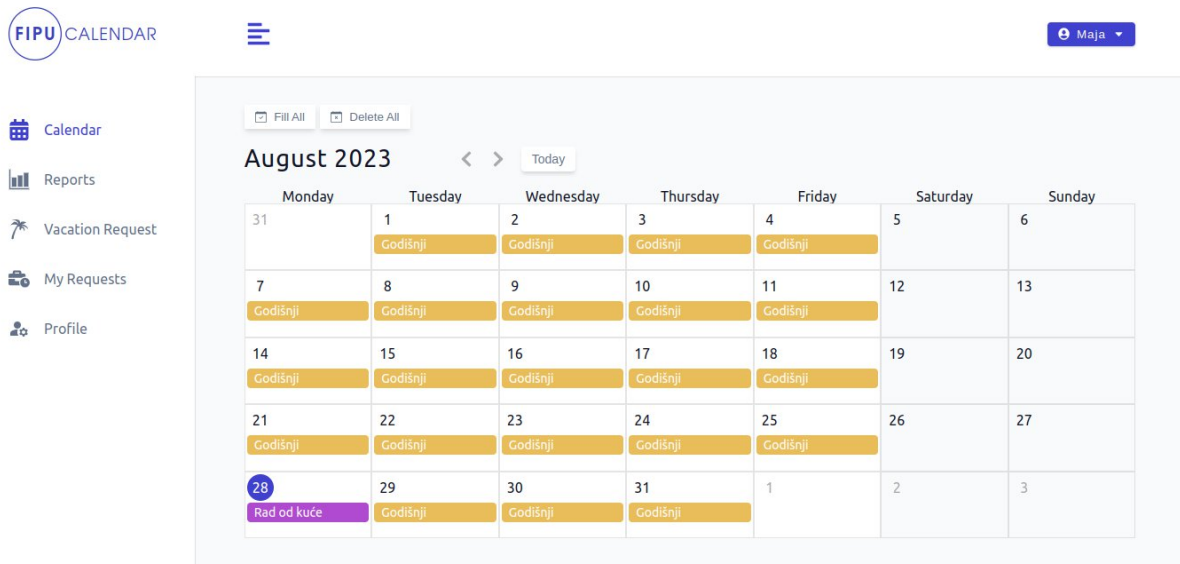 FIPU CALENDAR
Maja
Calendar
Reports
Vacation Request
My Requests
Profile
Fill All Delete All
August 2023 Today
Monday Tuesday Wednesday Thursday Friday Saturday Sunday
31 1 2 3 4 5 6
Godišnji Godišnji Godišnji Godišnji
7 8 9 10 11 12 13
Godišnji Godišnji Godišnji Godišnji Godišnji
14 15 16 17 18 19 20
Godišnji Godišnji Godišnji Godišnji Godišnji
21 22 23 24 25 26 27
Godišnji Godišnji Godišnji Godišnji Godišnji
28 29 30 31 1 2 3
Rad od kuće Godišnji Godišnji Godišnji